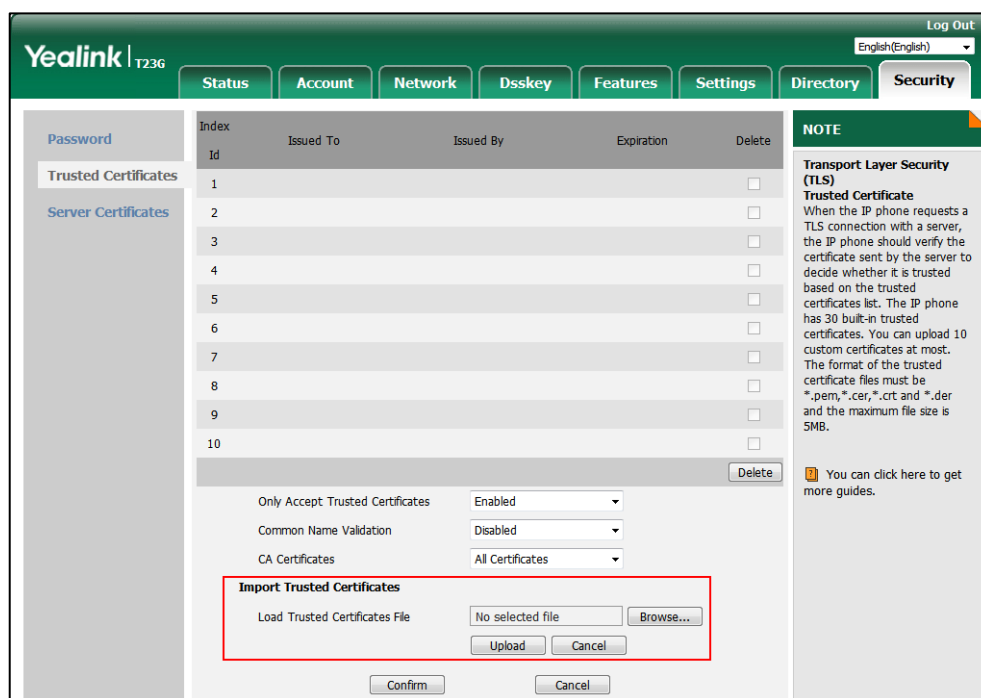 Log Out
Yealink T23G
English(English)
Status Account Network Dsskey Features Settings Directory Security
Password
Trusted Certificates
Server Certificates
Index Id Issued To Issued By Expiration Delete
1
2
3
4
5
6
7
8
9
10
Delete
Only Accept Trusted Certificates Enabled
Common Name Validation Disabled
CA Certificates All Certificates
Import Trusted Certificates
Load Trusted Certificates File No selected file Browse...
Upload Cancel
Confirm Cancel
NOTE
Transport Layer Security
(TLS)
Trusted Certificate
When the IP phone requests a
TLS connection with a server,
the IP phone should verify the
certificate sent by the server to
decide whether it is trusted
based on the trusted
certificates list. The IP phone
has 30 built-in trusted
certificates. You can upload 10
custom certificates at most.
The format of the trusted
certificate files must be
*.pem,*.cer,*.crt and *.der
and the maximum file size is
5MB.
You can click here to get
more guides.